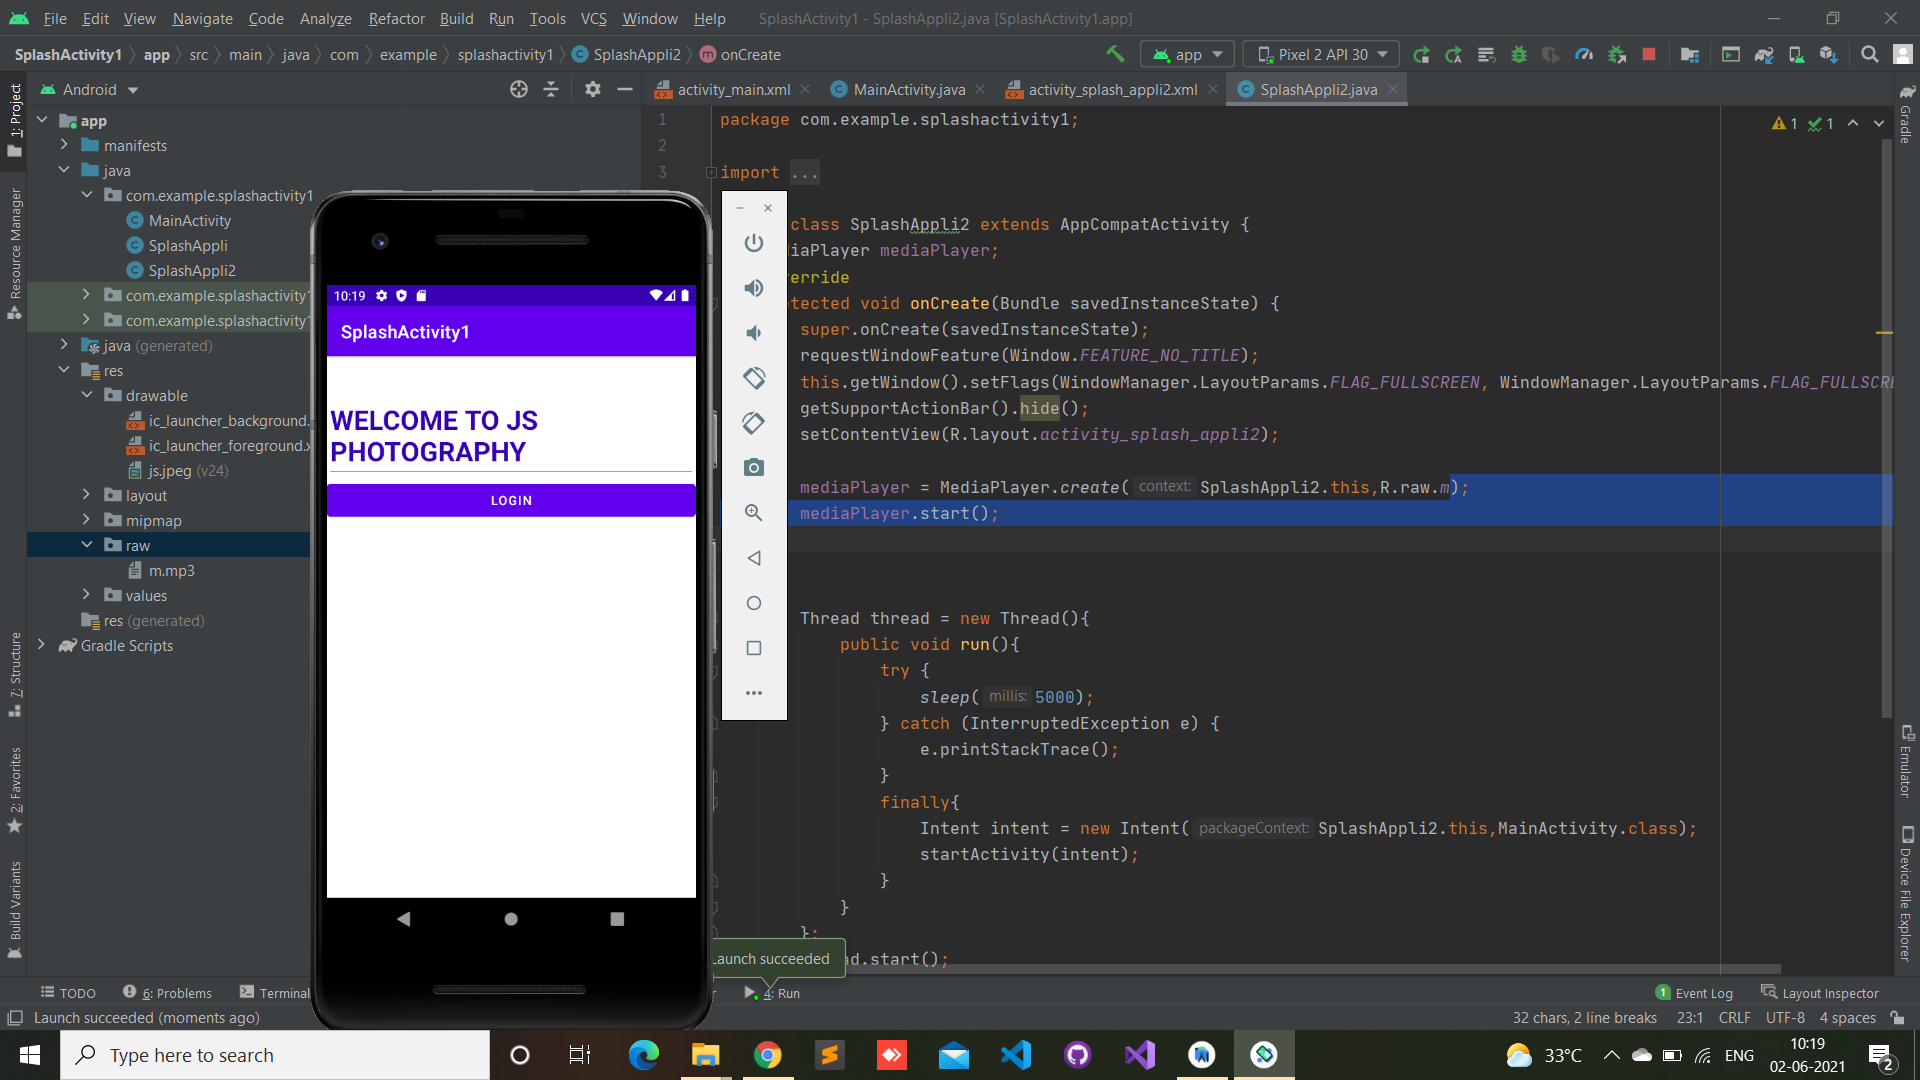 File Edit View Navigate Code Analyze Refactor Build Run Tools VCS Window Help SplashActivity1 - SplashAppli2.java [SplashActivity1.app]
SplashActivity1 app src main java com example splashactivity1 SplashAppli2 onCreate app Pixel 2 API 30
Android
activity_main.xml MainActivity.java activity_splash_appli2.xml SplashAppli2.java
1: Project
Resource Manager
7: Structure
2: Favorites
Build Variants
app
manifests
java
com.example.splashactivity1
MainActivity
SplashAppli
SplashAppli2
com.example.splashactivity
com.example.splashactivity
java (generated)
res
drawable
ic_launcher_background.
ic_launcher_foreground.x
js.jpeg (v24)
layout
mipmap
raw
m.mp3
values
res (generated)
Gradle Scripts
10:19
SplashActivity1
WELCOME TO JS
PHOTOGRAPHY
LOGIN
1 package com.example.splashactivity1;
2
3 import ...
class SplashAppli2 extends AppCompatActivity {
diaPlayer mediaPlayer;
erride
tected void onCreate(Bundle savedInstanceState) {
super.onCreate(savedInstanceState);
requestWindowFeature(Window.FEATURE_NO_TITLE);
this.getWindow().setFlags(WindowManager.LayoutParams.FLAG_FULLSCREEN, WindowManager.LayoutParams.FLAG_FULLSCRE
getSupportActionBar().hide();
setContentView(R.layout.activity_splash_appli2);
mediaPlayer = MediaPlayer.create( context: SplashAppli2.this,R.raw.m);
mediaPlayer.start();
Thread thread = new Thread(){
public void run(){
try {
sleep( millis: 5000);
} catch (InterruptedException e) {
e.printStackTrace();
}
finally{
Intent intent = new Intent( packageContext: SplashAppli2.this,MainActivity.class);
startActivity(intent);
}
}
};
ad.start();
1 1
Gradle
Emulator
Device File Explorer
Launch succeeded
TODO 6: Problems Terminal 4: Run 1 Event Log Layout Inspector
Launch succeeded (moments ago) 32 chars, 2 line breaks 23:1 CRLF UTF-8 4 spaces
Type here to search 33°C ENG 10:19
02-06-2021
2